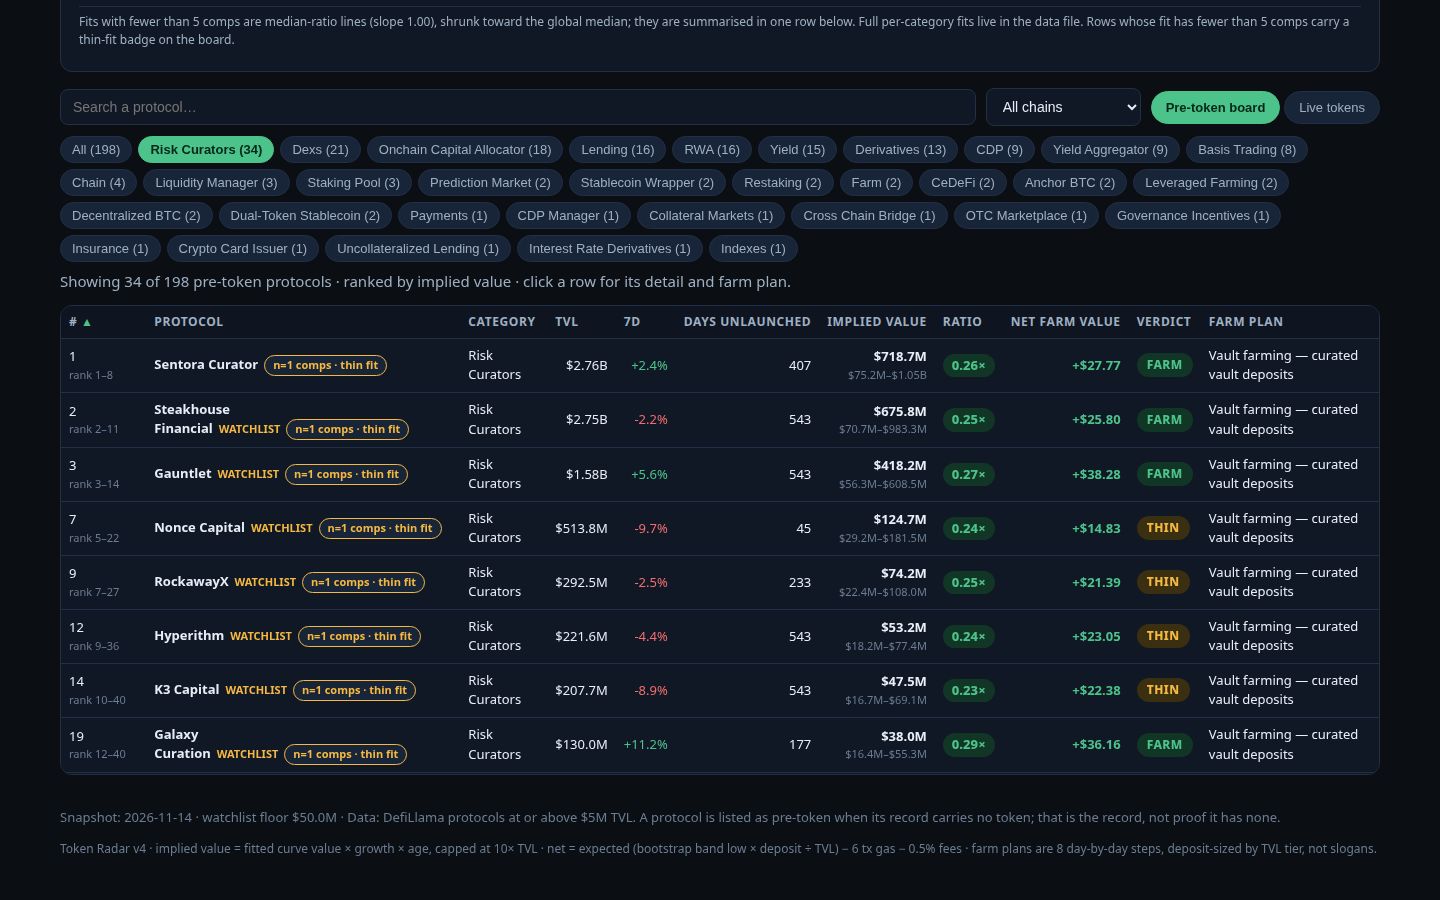 Fits with fewer than 5 comps are median-ratio lines (slope 1.00), shrunk toward the global median; they are summarised in one row below. Full per-category fits live in the data file. Rows whose fit has fewer than 5 comps carry a
thin-fit badge on the board.
Search a protocol… All chains Pre-token board Live tokens
All (198) Risk Curators (34) Dexs (21) Onchain Capital Allocator (18) Lending (16) RWA (16) Yield (15) Derivatives (13) CDP (9) Yield Aggregator (9) Basis Trading (8)
Chain (4) Liquidity Manager (3) Staking Pool (3) Prediction Market (2) Stablecoin Wrapper (2) Restaking (2) Farm (2) CeDeFi (2) Anchor BTC (2) Leveraged Farming (2)
Decentralized BTC (2) Dual-Token Stablecoin (2) Payments (1) CDP Manager (1) Collateral Markets (1) Cross Chain Bridge (1) OTC Marketplace (1) Governance Incentives (1)
Insurance (1) Crypto Card Issuer (1) Uncollateralized Lending (1) Interest Rate Derivatives (1) Indexes (1)
Showing 34 of 198 pre-token protocols · ranked by implied value · click a row for its detail and farm plan.
# ▲ PROTOCOL CATEGORY TVL 7D DAYS UNLAUNCHED IMPLIED VALUE RATIO NET FARM VALUE VERDICT FARM PLAN
1 Risk $718.7M Vault farming — curated
Sentora Curator n=1 comps · thin fit $2.76B +2.4% 407 0.26× +$27.77 FARM
rank 1–8 Curators $75.2M–$1.05B vault deposits
2 Steakhouse Risk $675.8M Vault farming — curated
$2.75B -2.2% 543 0.25× +$25.80 FARM
rank 2–11 Financial WATCHLIST n=1 comps · thin fit Curators $70.7M–$983.3M vault deposits
3 Risk $418.2M Vault farming — curated
Gauntlet WATCHLIST n=1 comps · thin fit $1.58B +5.6% 543 0.27× +$38.28 FARM
rank 3–14 Curators $56.3M–$608.5M vault deposits
7 Risk $124.7M Vault farming — curated
Nonce Capital WATCHLIST n=1 comps · thin fit $513.8M -9.7% 45 0.24× +$14.83 THIN
rank 5–22 Curators $29.2M–$181.5M vault deposits
9 Risk $74.2M Vault farming — curated
RockawayX WATCHLIST n=1 comps · thin fit $292.5M -2.5% 233 0.25× +$21.39 THIN
rank 7–27 Curators $22.4M–$108.0M vault deposits
12 Risk $53.2M Vault farming — curated
Hyperithm WATCHLIST n=1 comps · thin fit $221.6M -4.4% 543 0.24× +$23.05 THIN
rank 9–36 Curators $18.2M–$77.4M vault deposits
14 Risk $47.5M Vault farming — curated
K3 Capital WATCHLIST n=1 comps · thin fit $207.7M -8.9% 543 0.23× +$22.38 THIN
rank 10–40 Curators $16.7M–$69.1M vault deposits
19 Galaxy Risk $38.0M Vault farming — curated
$130.0M +11.2% 177 0.29× +$36.16 FARM
rank 12–40 Curation WATCHLIST n=1 comps · thin fit Curators $16.4M–$55.3M vault deposits
Snapshot: 2026-11-14 · watchlist floor $50.0M · Data: DefiLlama protocols at or above $5M TVL. A protocol is listed as pre-token when its record carries no token; that is the record, not proof it has none.
Token Radar v4 · implied value = fitted curve value × growth × age, capped at 10× TVL · net = expected (bootstrap band low × deposit ÷ TVL) − 6 tx gas − 0.5% fees · farm plans are 8 day-by-day steps, deposit-sized by TVL tier, not slogans.